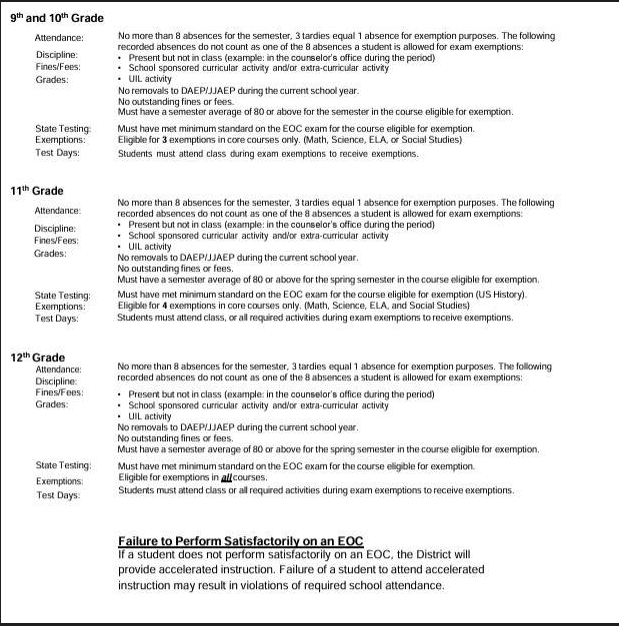 9th and 10th Grade
Attendance: No more than 8 absences for the semester, 3 tardies equal 1 absence for exemption purposes. The following
recorded absences do not count as one of the 8 absences a student is allowed for exam exemptions:
Discipline: • Present but not in class (example: in the counselor's office during the period)
Fines/Fees: • School sponsored curricular activity and/or extra-curricular activity
Grades: • UIL activity
No removals to DAEP/JJAEP during the current school year.
No outstanding fines or fees.
Must have a semester average of 80 or above for the semester in the course eligible for exemption.
State Testing: Must have met minimum standard on the EOC exam for the course eligible for exemption.
Exemptions: Eligible for 3 exemptions in core courses only. (Math, Science, ELA, or Social Studies)
Test Days: Students must attend class during exam exemptions to receive exemptions.
11th Grade
Attendance: No more than 8 absences for the semester, 3 tardies equal 1 absence for exemption purposes. The following
recorded absences do not count as one of the 8 absences a student is allowed for exam exemptions:
Discipline: • Present but not in class (example: in the counselor's office during the period)
Fines/Fees: • School sponsored curricular activity and/or extra-curricular activity
Grades: • UIL activity
No removals to DAEP/JJAEP during the current school year.
No outstanding fines or fees.
Must have a semester average of 80 or above for the spring semester in the course eligible for exemption.
State Testing: Must have met minimum standard on the EOC exam for the course eligible for exemption (US History).
Exemptions: Eligible for 4 exemptions in core courses only. (Math, Science, ELA, and Social Studies)
Test Days: Students must attend class, or all required activities during exam exemptions to receive exemptions.
12th Grade
Attendance: No more than 8 absences for the semester, 3 tardies equal 1 absence for exemption purposes. The following
Discipline: recorded absences do not count as one of the 8 absences a student is allowed for exam exemptions:
Fines/Fees: • Present but not in class (example: in the counselor's office during the period)
Grades: • School sponsored curricular activity and/or extra-curricular activity
• UIL activity
No removals to DAEP/JJAEP during the current school year.
No outstanding fines or fees.
Must have a semester average of 80 or above for the spring semester in the course eligible for exemption.
State Testing: Must have met minimum standard on the EOC exam for the course eligible for exemption.
Exemptions: Eligible for exemptions in all courses.
Test Days: Students must attend class or all required activities during exam exemptions to receive exemptions.
Failure to Perform Satisfactorily on an EOC
If a student does not perform satisfactorily on an EOC, the District will
provide accelerated instruction. Failure of a student to attend accelerated
instruction may result in violations of required school attendance.